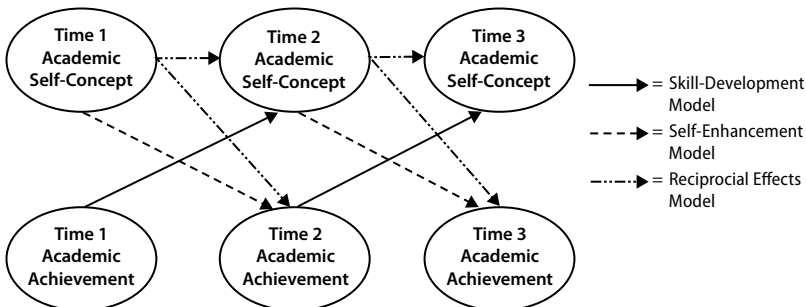 Time 1
Academic
Self-Concept
Time 2
Academic
Self-Concept
Time 3
Academic
Self-Concept
= Skill-Development
Model
= Self-Enhancement
Model
= Reciprocial Effects
Model
Time 1
Academic
Achievement
Time 2
Academic
Achievement
Time 3
Academic
Achievement